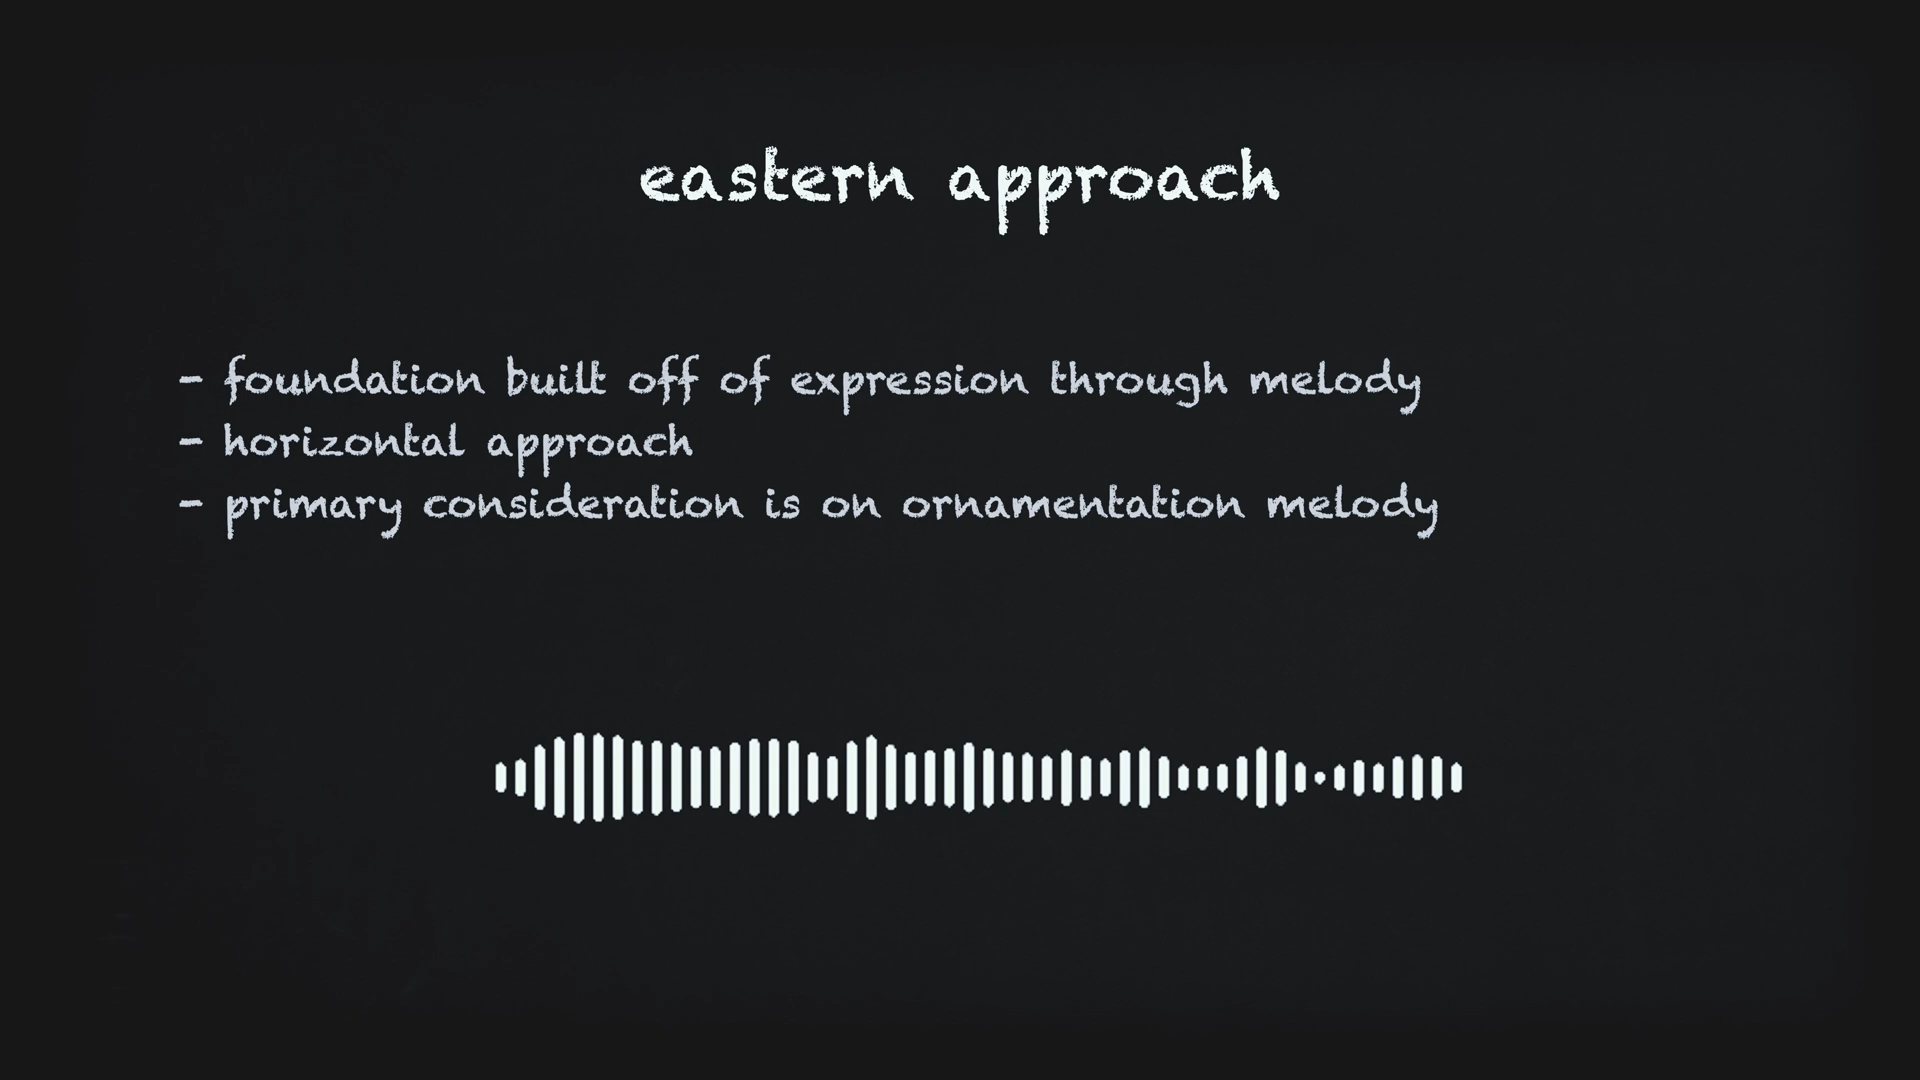 eastern approach
- foundation built off of expression through melody
- horizontal approach
- primary consideration is on ornamentation melody